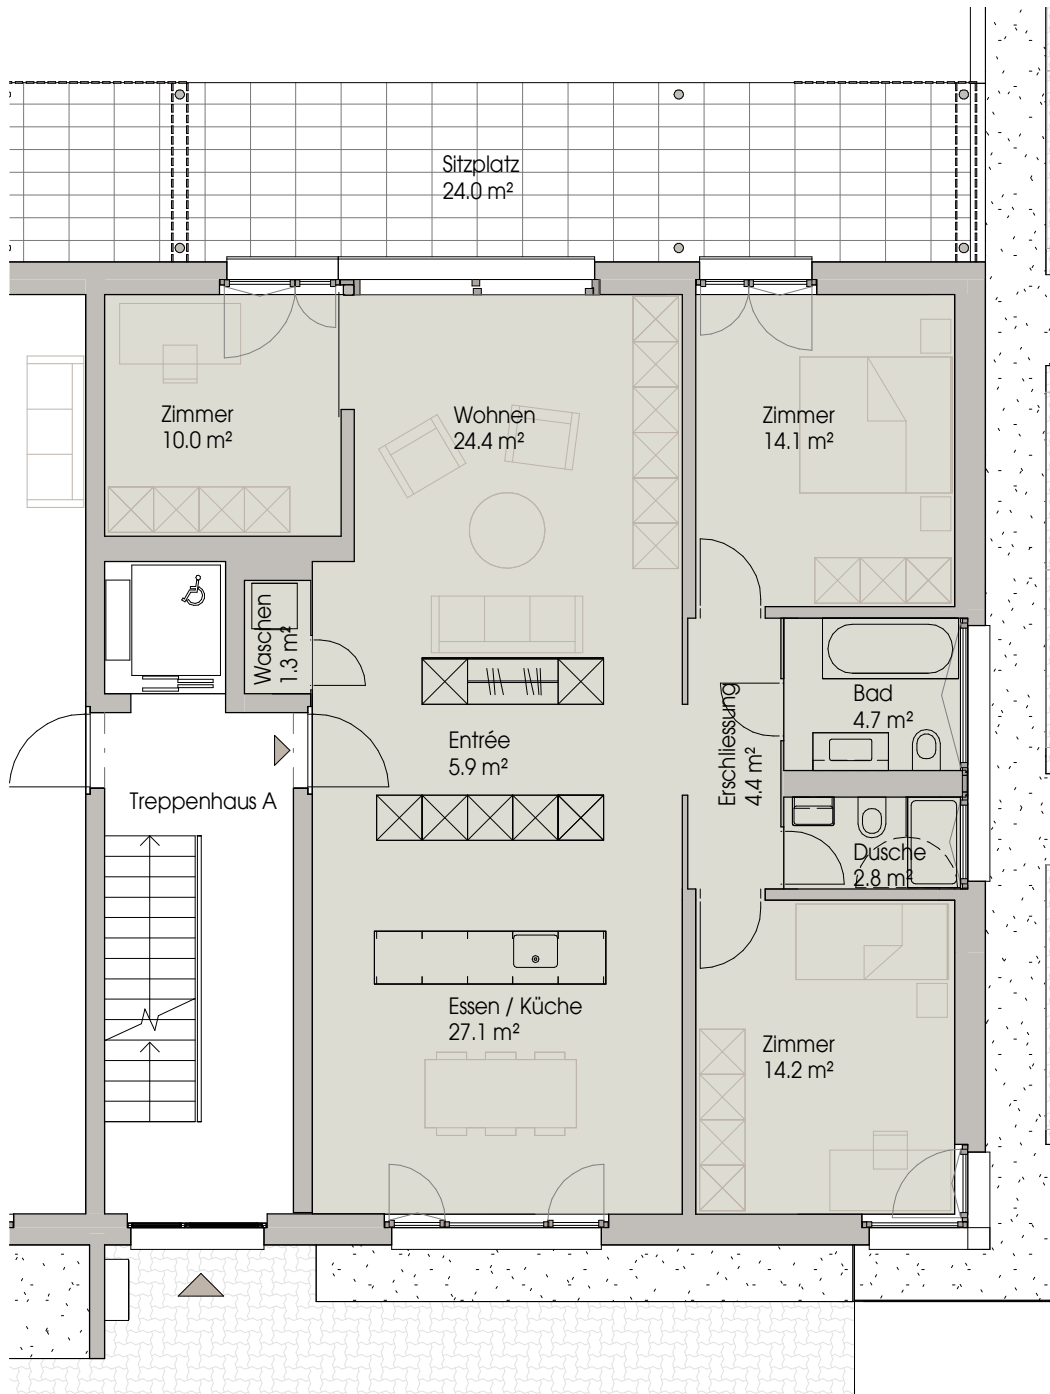 Sitzplatz
24.0 m²
Zimmer
10.0 m²
Wohnen
24.4 m²
Zimmer
14.1 m²
Waschen
1.3 m²
Bad
4.7 m²
Entrée
5.9 m²
Erschliessung
4.4 m²
Treppenhaus A
Dusche
2.8 m²
Essen / Küche
27.1 m²
Zimmer
14.2 m²